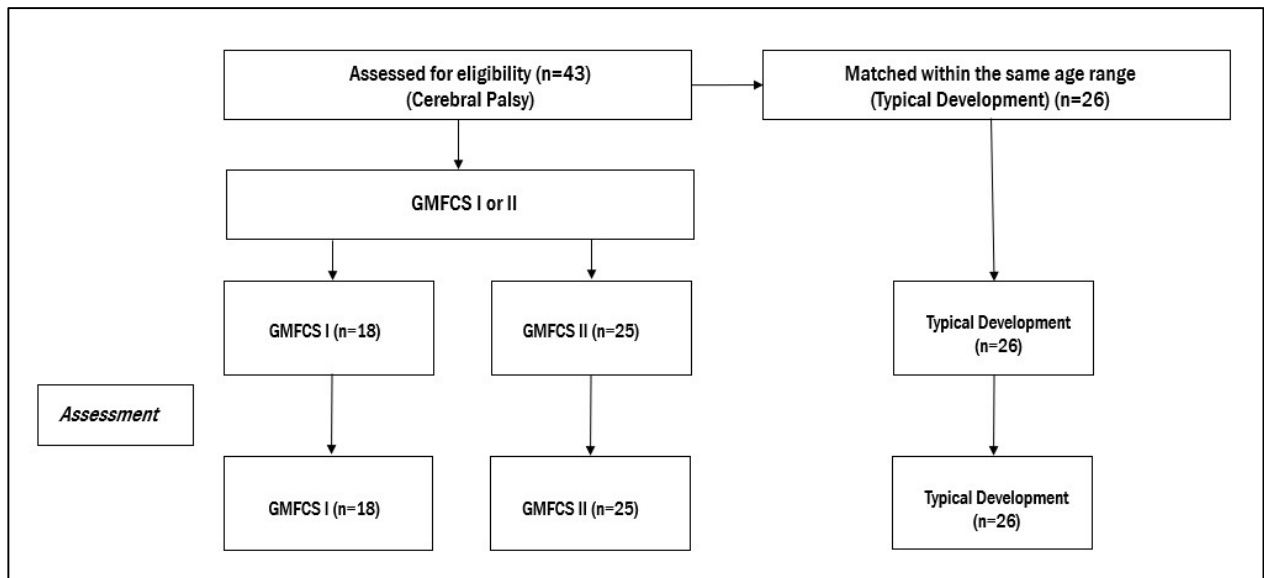 Assessed for eligibility (n=43)
(Cerebral Palsy)
Matched within the same age range
(Typical Development) (n=26)
GMFCS I or II
GMFCS I (n=18)
GMFCS II (n=25)
Typical Development
(n=26)
Assessment
GMFCS I (n=18)
GMFCS II (n=25)
Typical Development
(n=26)